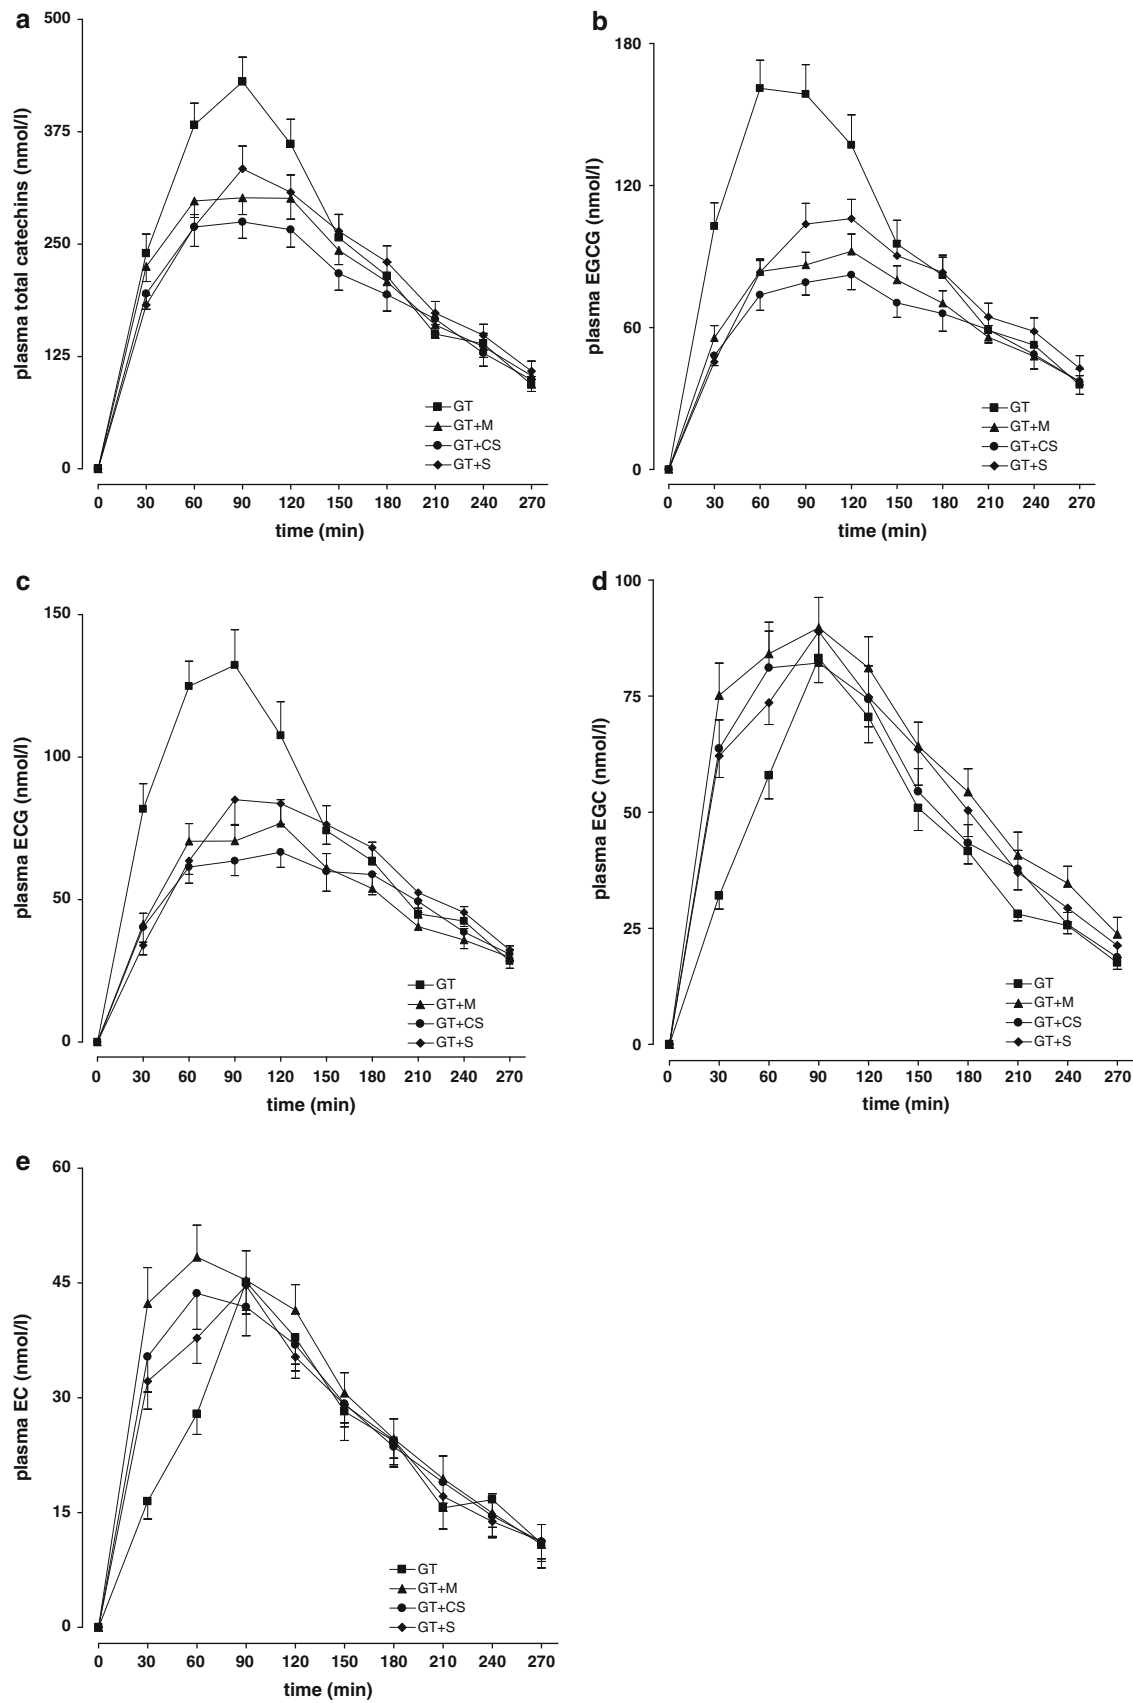 a
plasma total catechins (nmol/l)
500
375
250
125
0
GT
GT+M
GT+CS
GT+S
0 30 60 90 120 150 180 210 240 270
time (min)
b
plasma EGCG (nmol/l)
180
120
60
0
GT
GT+M
GT+CS
GT+S
0 30 60 90 120 150 180 210 240 270
time (min)
c
plasma ECG (nmol/l)
150
100
50
0
GT
GT+M
GT+CS
GT+S
0 30 60 90 120 150 180 210 240 270
time (min)
d
plasma EGC (nmol/l)
100
75
50
25
0
GT
GT+M
GT+CS
GT+S
0 30 60 90 120 150 180 210 240 270
time (min)
e
plasma EC (nmol/l)
60
45
30
15
0
GT
GT+M
GT+CS
GT+S
0 30 60 90 120 150 180 210 240 270
time (min)